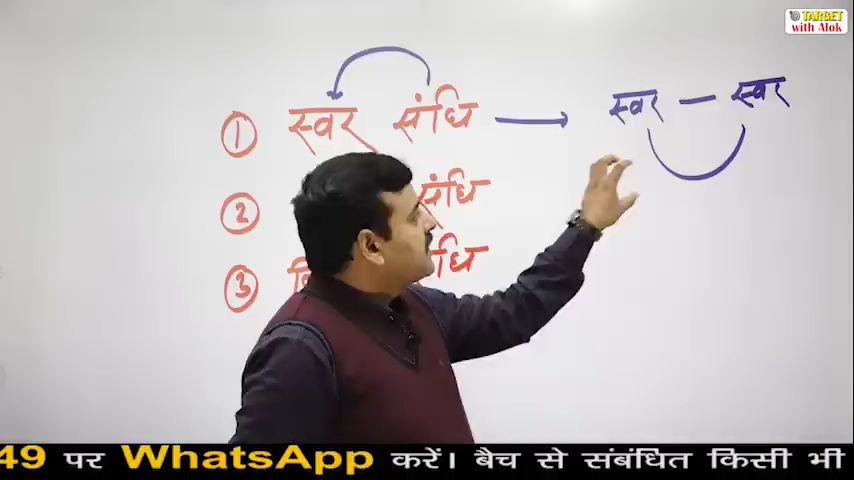 TARGET
with Alok
① स्वर संधि → स्वर – स्वर
② संधि
③ धि
49 पर WhatsApp करें। बैच से संबंधित किसी भी